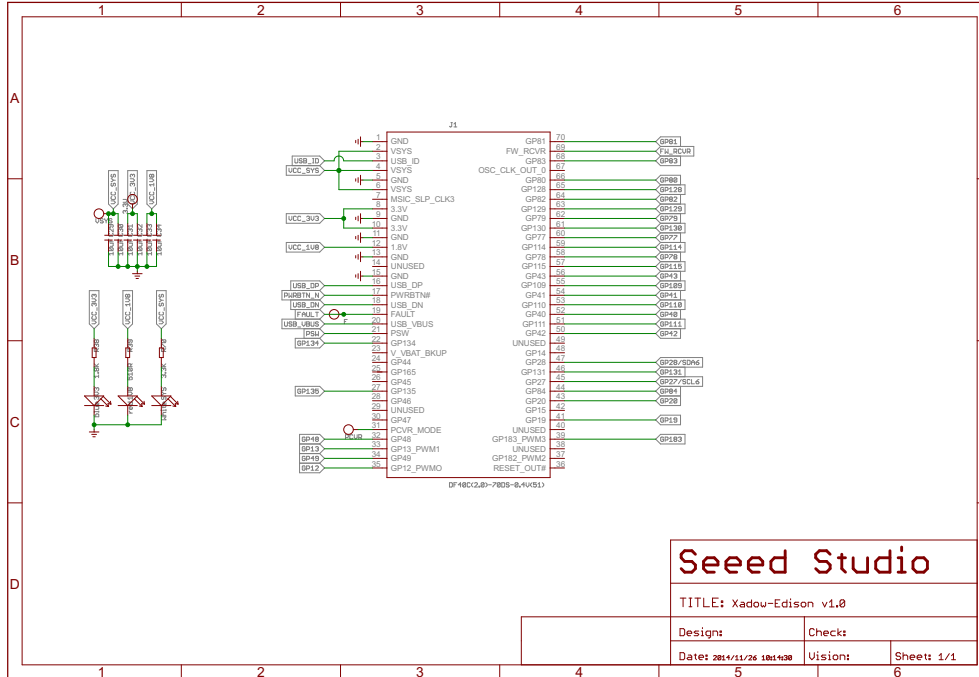 1 2 3 4 5 6
A
B
C
D
J1
1 GND
2 VSYS
3 USB_ID
4 VSYS
5 GND
6 VSYS
7 MSIC_SLP_CLK3
8 3.3V
9 GND
10 3.3V
11 GND
12 1.8V
13 GND
14 UNUSED
15 GND
16 USB_DP
17 PWRBTN#
18 USB_DN
19 FAULT
20 USB_VBUS
21 PSW
22 GP134
23 V_VBAT_BKUP
24 GP44
25 GP165
26 GP45
27 GP135
28 GP46
29 UNUSED
30 GP47
31 PCVR_MODE
32 GP48
33 GP13_PWM1
34 GP49
35 GP12_PWM0
GP81 70
FW_RCVR 69
GP83 68
OSC_CLK_OUT_0 67
GP80 66
GP128 65
GP82 64
GP129 63
GP79 62
GP130 61
GP77 60
GP114 59
GP78 58
GP115 57
GP43 56
GP109 55
GP41 54
GP110 53
GP40 52
GP111 51
GP42 50
UNUSED 49
GP14 48
GP28 47
GP131 46
GP27 45
GP84 44
GP20 43
GP15 42
GP19 41
UNUSED 40
GP183_PWM3 39
UNUSED 38
GP182_PWM2 37
RESET_OUT# 36
DF40C(2.0)-70DS-0.4V(51)
USB_ID
VCC_SYS
VCC_3V3
VCC_1V8
USB_DP
PWRBTN_N
USB_DN
FAULT
F
USB_VBUS
PSW
GP134
GP135
PCVR
GP48
GP13
GP49
GP12
GP81
FW_RCVR
GP83
GP80
GP128
GP82
GP129
GP79
GP130
GP77
GP114
GP78
GP115
GP43
GP109
GP41
GP110
GP40
GP111
GP42
GP28/SDA6
GP131
GP27/SCL6
GP84
GP20
GP19
GP183
VCC_SYS
VCC_3V3
VCC_1V8
VCC_3V3
VCC_1V8
VCC_SYS
Seeed Studio
TITLE: Xadow-Edison v1.0
Design: Check:
Date: 2014/11/26 10:14:30 Vision: Sheet: 1/1
1 2 3 4 5 6